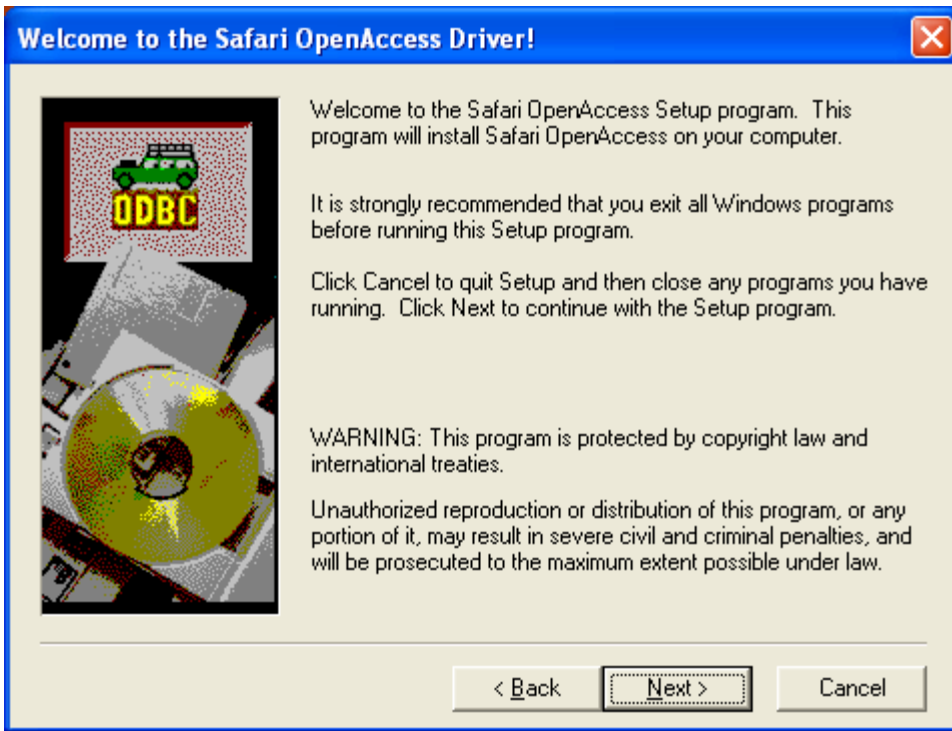 Welcome to the Safari OpenAccess Driver!
ODBC
Welcome to the Safari OpenAccess Setup program.  This
program will install Safari OpenAccess on your computer.
It is strongly recommended that you exit all Windows programs
before running this Setup program.
Click Cancel to quit Setup and then close any programs you have
running.  Click Next to continue with the Setup program.
WARNING: This program is protected by copyright law and
international treaties.
Unauthorized reproduction or distribution of this program, or any
portion of it, may result in severe civil and criminal penalties, and
will be prosecuted to the maximum extent possible under law.
< Back
Next >
Cancel